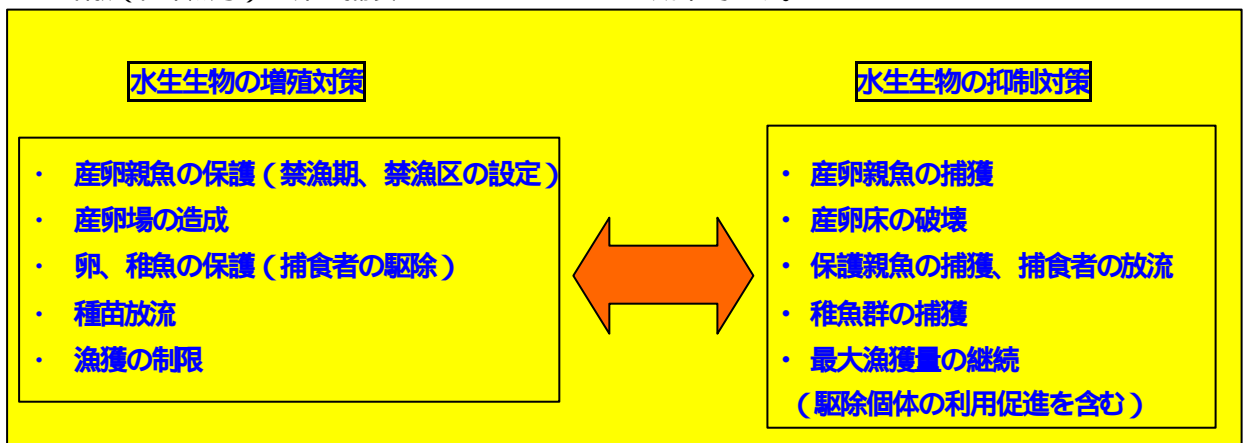 水生生物の増殖対策
・ 産卵親魚の保護(禁漁期、禁漁区の設定)
・ 産卵場の造成
・ 卵、稚魚の保護(捕食者の駆除)
・ 種苗放流
・ 漁獲の制限
水生生物の抑制対策
・ 産卵親魚の捕獲
・ 産卵床の破壊
・ 保護親魚の捕獲、捕食者の放流
・ 稚魚群の捕獲
・ 最大漁獲量の継続
(駆除個体の利用促進を含む)